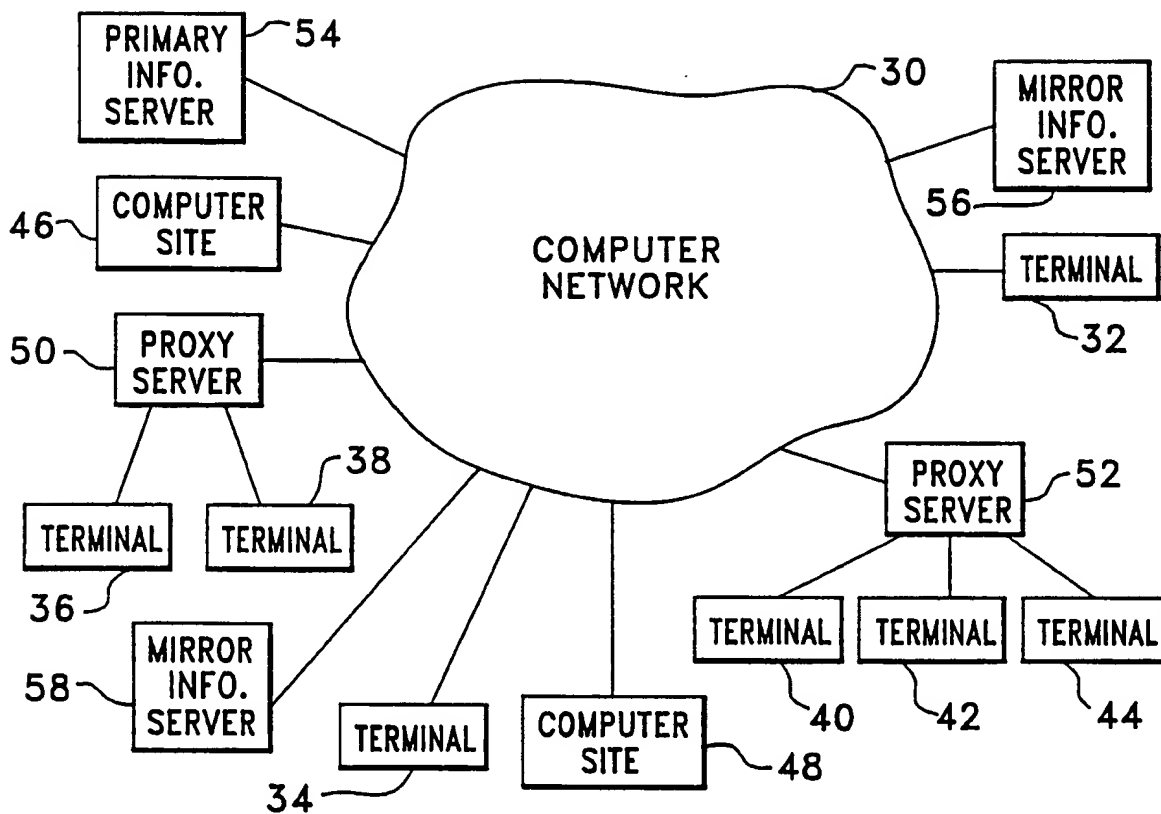 PRIMARY
INFO.
SERVER
54
30
MIRROR
INFO.
SERVER
56
46
COMPUTER
SITE
COMPUTER
NETWORK
TERMINAL
32
50
PROXY
SERVER
38
TERMINAL
TERMINAL
36
PROXY
SERVER
52
TERMINAL
TERMINAL
TERMINAL
40
42
44
58
MIRROR
INFO.
SERVER
TERMINAL
34
COMPUTER
SITE
48